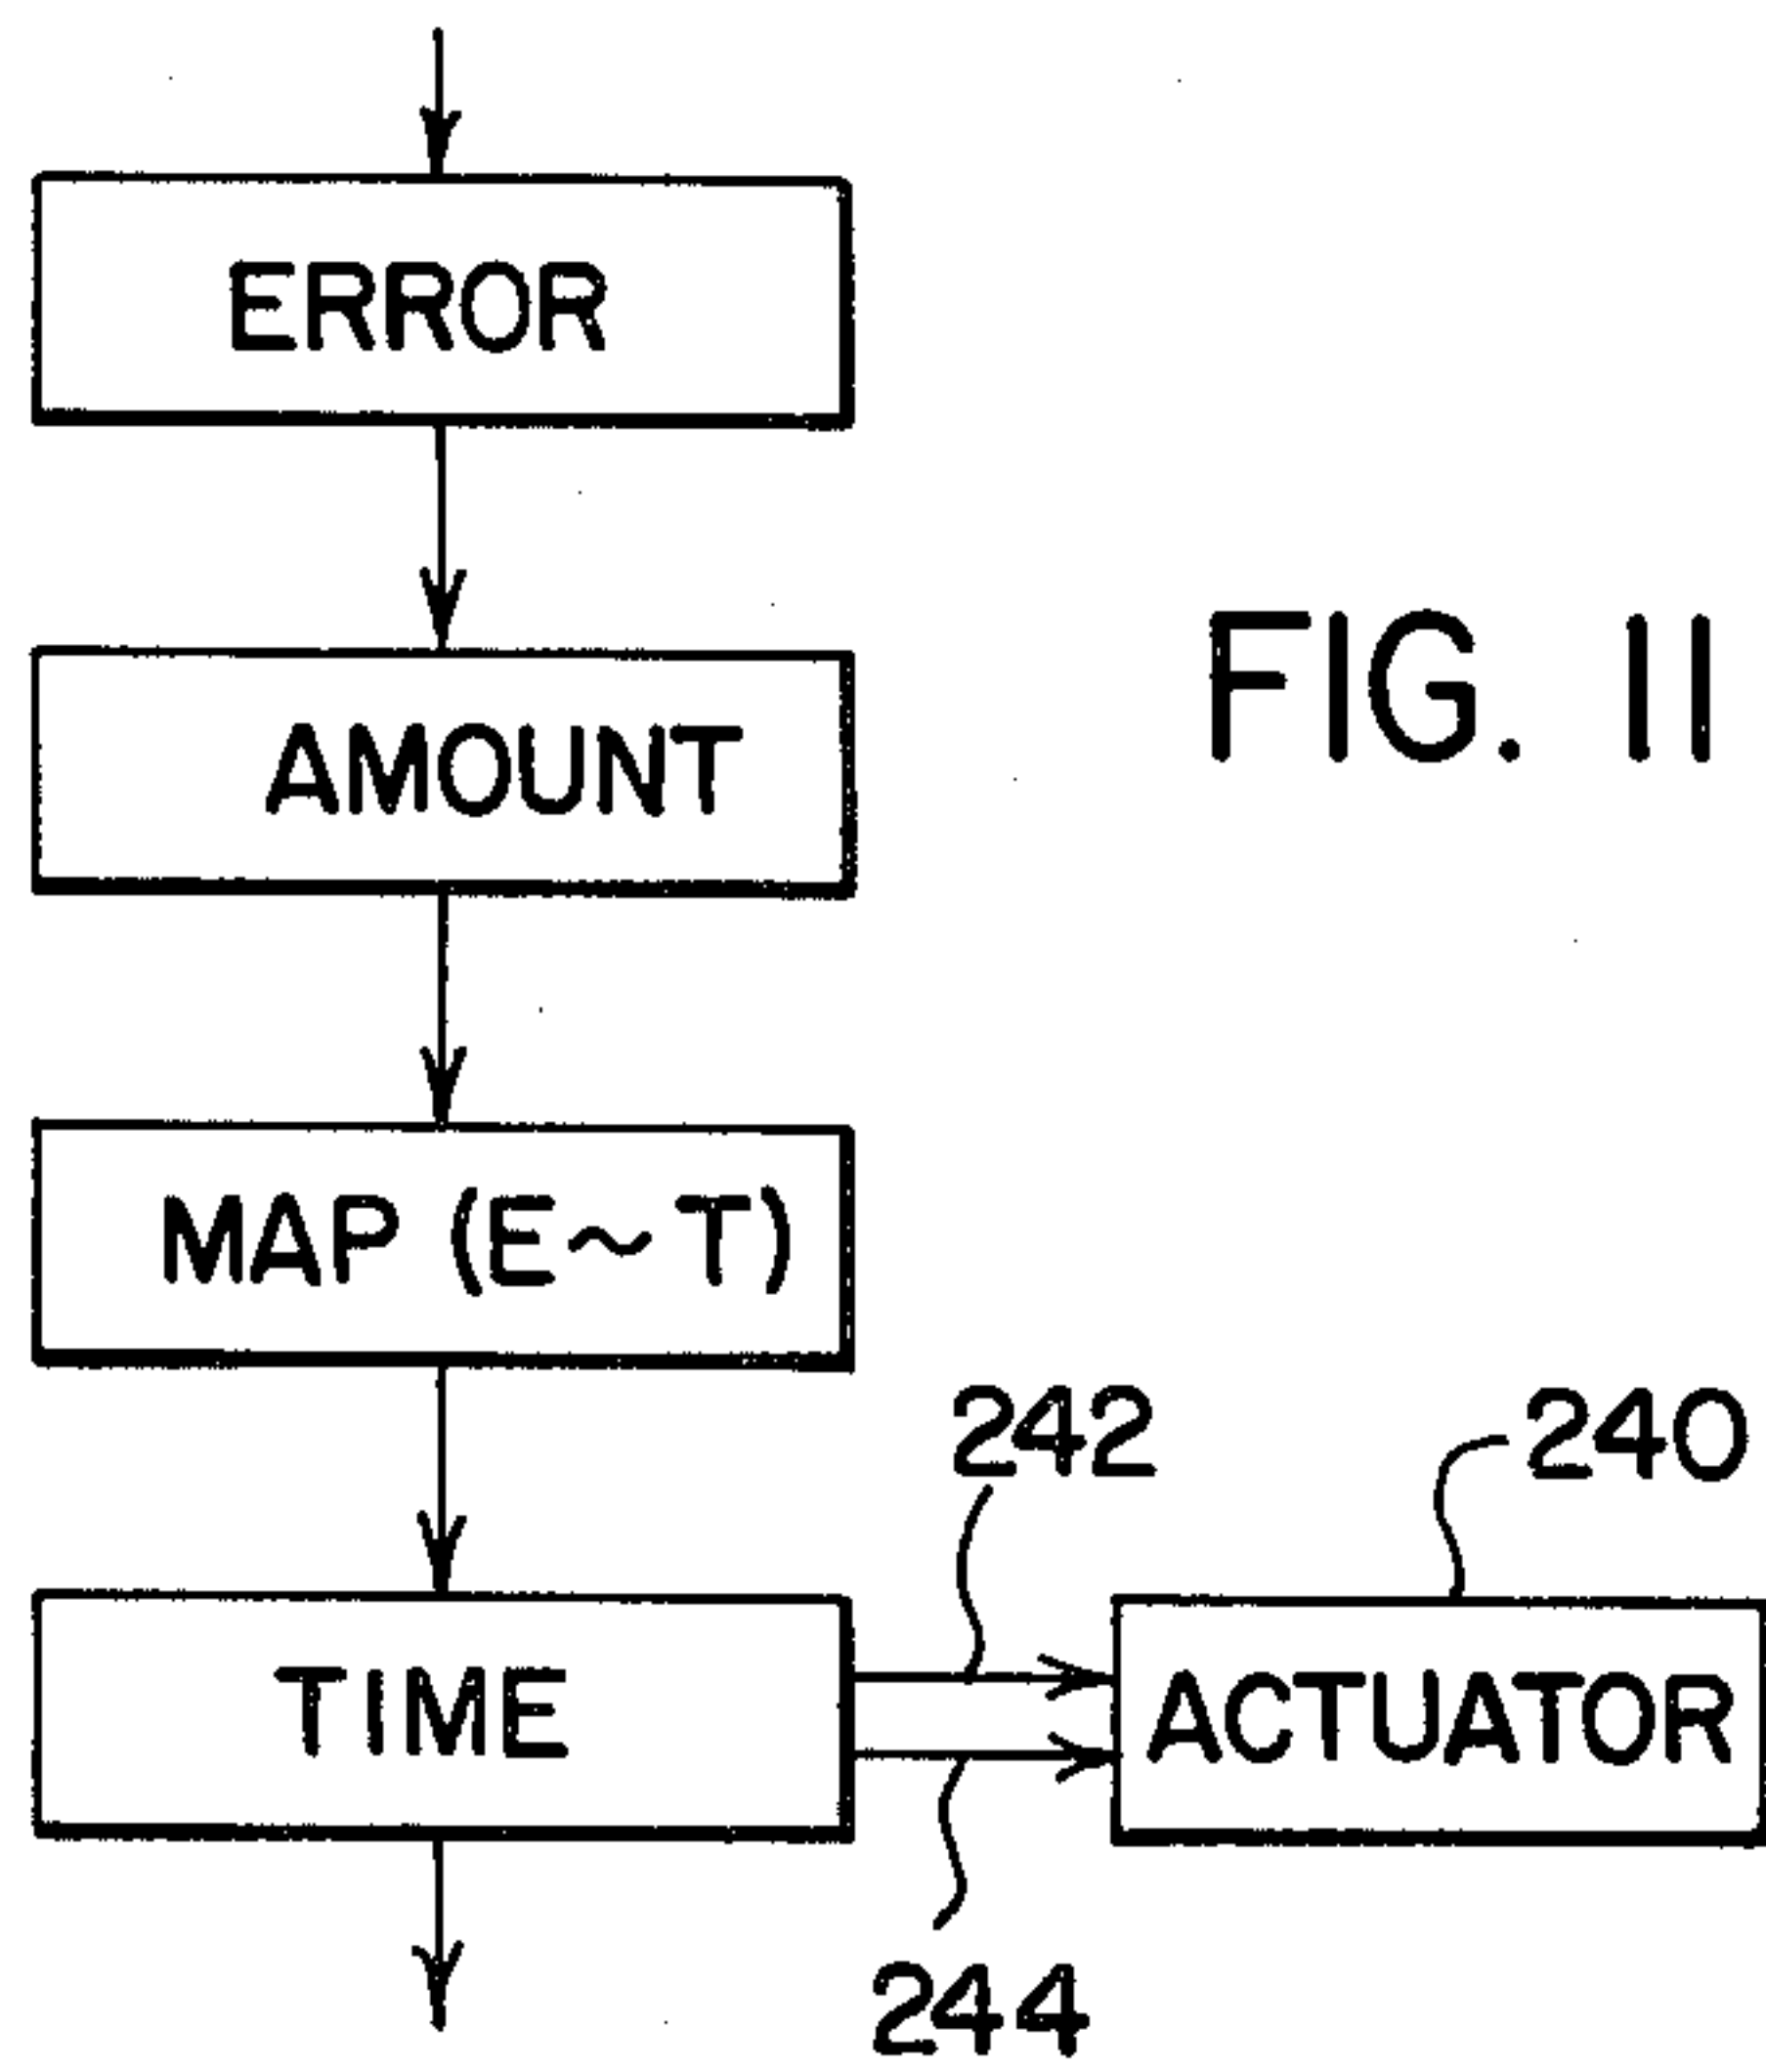 ERROR
AMOUNT
FIG. 11
MAP (E~T)
242
240
TIME
ACTUATOR
244